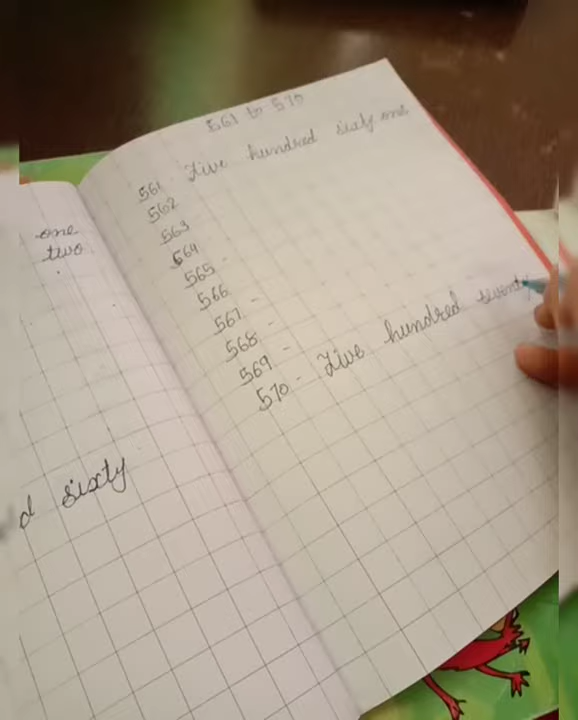 one
two
d sixty
561 to 570
561 Five hundred sixty one
562
563
564
565 -
566
567 -
568 -
569 -
570 - Five hundred seventy